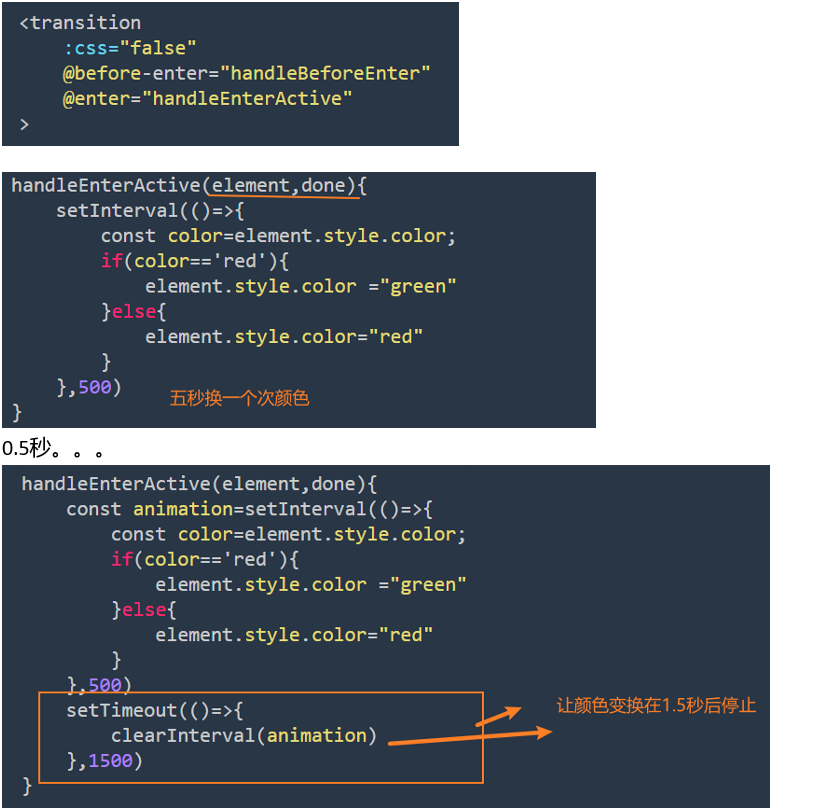 <transition
:css="false"
@before-enter="handleBeforeEnter"
@enter="handleEnterActive"
>
handleEnterActive(element,done){
setInterval(()=>{
const color=element.style.color;
if(color=='red'){
element.style.color ="green"
}else{
element.style.color="red"
}
},500)
五秒换一个次颜色
}
0.5秒。。。
handleEnterActive(element,done){
const animation=setInterval(()=>{
const color=element.style.color;
if(color=='red'){
element.style.color ="green"
}else{
element.style.color="red"
}
},500)
setTimeout(()=>{
让颜色变换在1.5秒后停止
clearInterval(animation)
},1500)
}